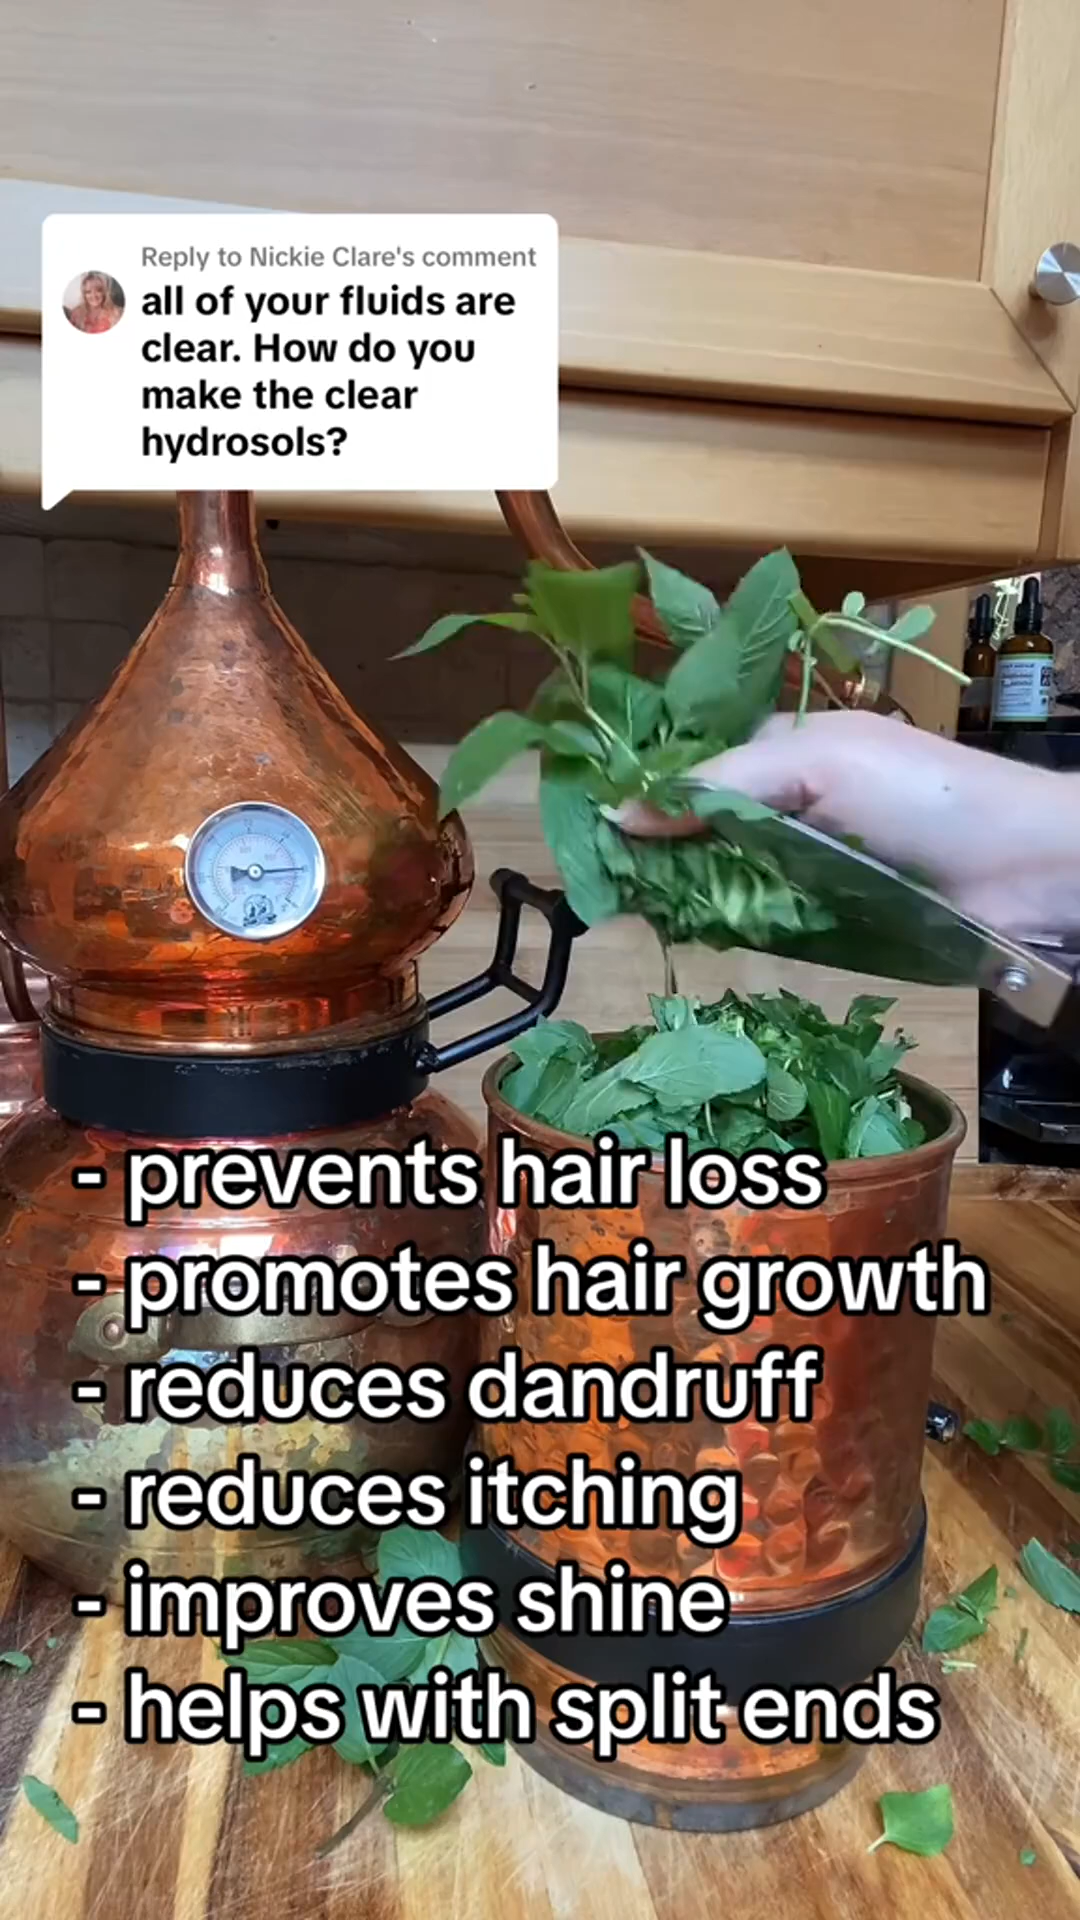 Reply to Nickie Clare's comment
all of your fluids are
clear. How do you
make the clear
hydrosols?
- prevents hair loss
- promotes hair growth
- reduces dandruff
- reduces itching
- improves shine
- helps with split ends